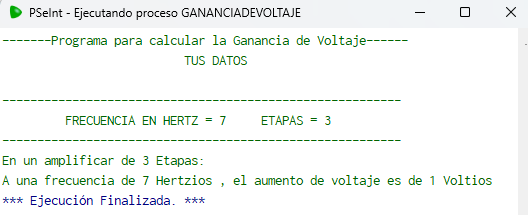 PSeInt - Ejecutando proceso GANANCIADEVOLTAJE
-------Programa para calcular la Ganancia de Voltaje------
TUS DATOS
---------------------------------------------------------
FRECUENCIA EN HERTZ = 7 ETAPAS = 3
---------------------------------------------------------
En un amplificar de 3 Etapas:
A una frecuencia de 7 Hertzios , el aumento de voltaje es de 1 Voltios
*** Ejecución Finalizada. ***